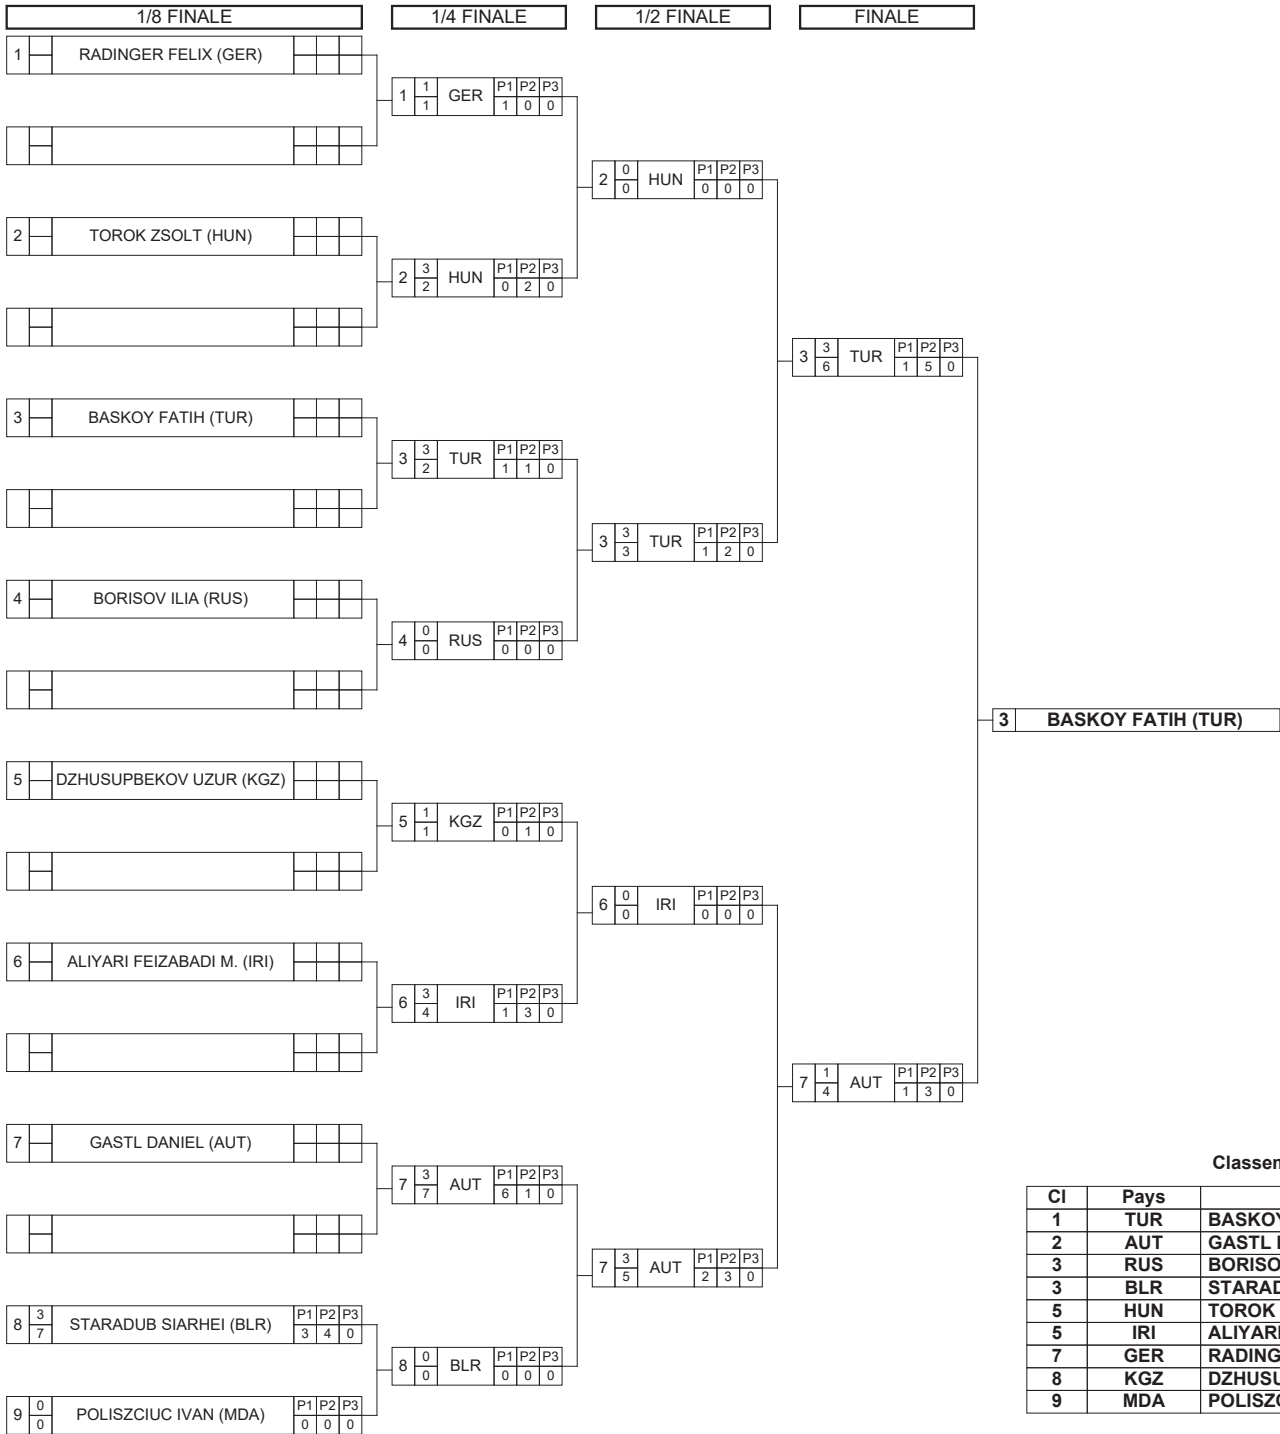 1/8 FINALE 1/4 FINALE 1/2 FINALE FINALE
1 RADINGER FELIX (GER)
1 1 GER P1 P2 P3
1 1 0 0
2 0 HUN P1 P2 P3
0 0 0 0
2 TOROK ZSOLT (HUN)
2 3 HUN P1 P2 P3
2 0 2 0
3 3 TUR P1 P2 P3
6 1 5 0
3 BASKOY FATIH (TUR)
3 3 TUR P1 P2 P3
2 1 1 0
3 3 TUR P1 P2 P3
3 1 2 0
4 BORISOV ILIA (RUS)
4 0 RUS P1 P2 P3
0 0 0 0
3 BASKOY FATIH (TUR)
5 DZHUSUPBEKOV UZUR (KGZ)
5 1 KGZ P1 P2 P3
1 0 1 0
6 0 IRI P1 P2 P3
0 0 0 0
6 ALIYARI FEIZABADI M. (IRI)
6 3 IRI P1 P2 P3
4 1 3 0
7 1 AUT P1 P2 P3
4 1 3 0
7 GASTL DANIEL (AUT)
7 3 AUT P1 P2 P3
7 6 1 0
7 3 AUT P1 P2 P3
5 2 3 0
8 3 STARADUB SIARHEI (BLR) P1 P2 P3
7 3 4 0
8 0 BLR P1 P2 P3
0 0 0 0
9 0 POLISZCIUC IVAN (MDA) P1 P2 P3
0 0 0 0
Classem
Cl Pays
1 TUR BASKOY
2 AUT GASTL
3 RUS BORISO
3 BLR STARAD
5 HUN TOROK
5 IRI ALIYARI
7 GER RADING
8 KGZ DZHUSU
9 MDA POLISZC